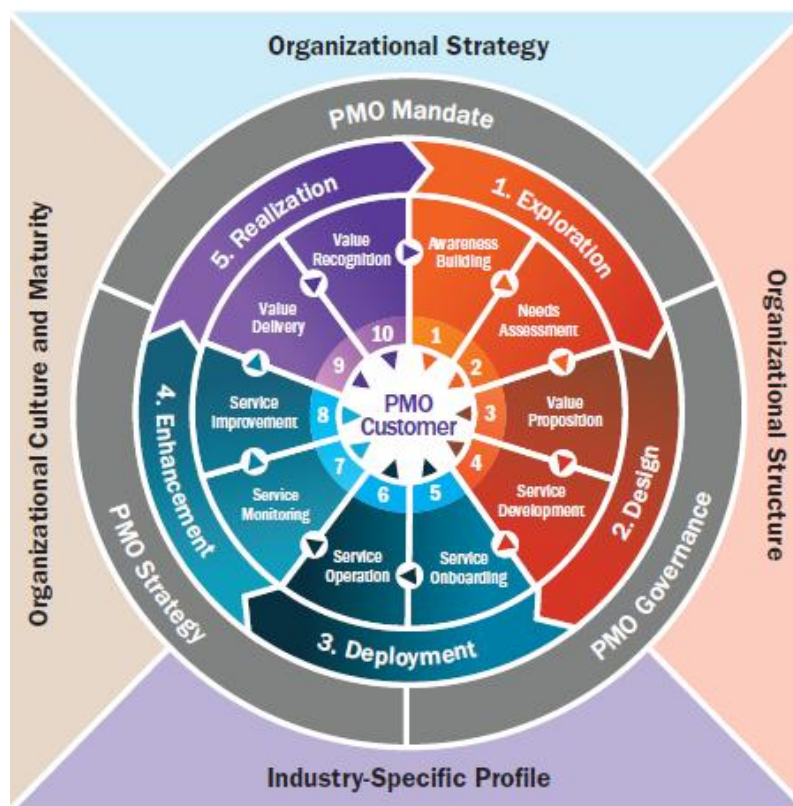 Organizational Strategy
PMO Mandate
1. Exploration
5. Realization
Value
Recognition
Awareness
Building
Value
Delivery
Needs
Assessment
10
1
9
2
Organizational Culture and Maturity
Organizational Structure
4. Enhancement
Service
Improvement
8
PMO
Customer
3
Value
Proposition
7
4
Service
Monitoring
6
5
Service
Development
2. Design
Service
Operation
Service
Onboarding
PMO Strategy
3. Deployment
PMO Governance
Industry-Specific Profile